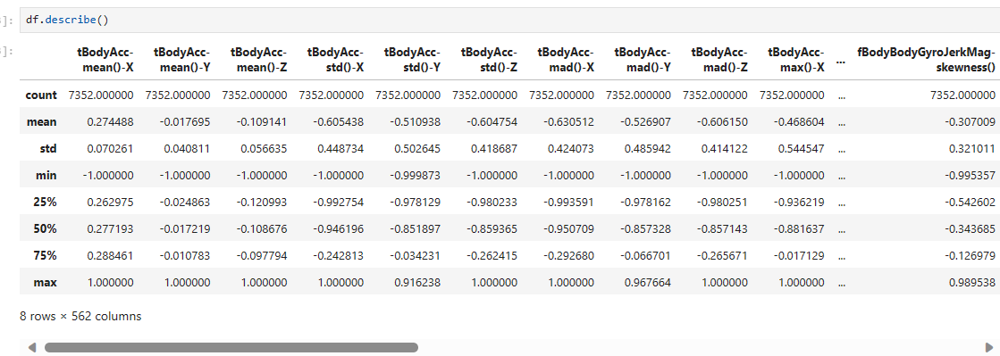 ]: df.describe()
]: tBodyAcc-mean()-X tBodyAcc-mean()-Y tBodyAcc-mean()-Z tBodyAcc-std()-X tBodyAcc-std()-Y tBodyAcc-std()-Z tBodyAcc-mad()-X tBodyAcc-mad()-Y tBodyAcc-mad()-Z tBodyAcc-max()-X ... fBodyBodyGyroJerkMag-skewness()
count 7352.000000 7352.000000 7352.000000 7352.000000 7352.000000 7352.000000 7352.000000 7352.000000 7352.000000 7352.000000 ... 7352.000000
mean 0.274488 -0.017695 -0.109141 -0.605438 -0.510938 -0.604754 -0.630512 -0.526907 -0.606150 -0.468604 ... -0.307009
std 0.070261 0.040811 0.056635 0.448734 0.502645 0.418687 0.424073 0.485942 0.414122 0.544547 ... 0.321011
min -1.000000 -1.000000 -1.000000 -1.000000 -0.999873 -1.000000 -1.000000 -1.000000 -1.000000 -1.000000 ... -0.995357
25% 0.262975 -0.024863 -0.120993 -0.992754 -0.978129 -0.980233 -0.993591 -0.978162 -0.980251 -0.936219 ... -0.542602
50% 0.277193 -0.017219 -0.108676 -0.946196 -0.851897 -0.859365 -0.950709 -0.857328 -0.857143 -0.881637 ... -0.343685
75% 0.288461 -0.010783 -0.097794 -0.242813 -0.034231 -0.262415 -0.292680 -0.066701 -0.265671 -0.017129 ... -0.126979
max 1.000000 1.000000 1.000000 1.000000 0.916238 1.000000 1.000000 0.967664 1.000000 1.000000 ... 0.989538
8 rows × 562 columns